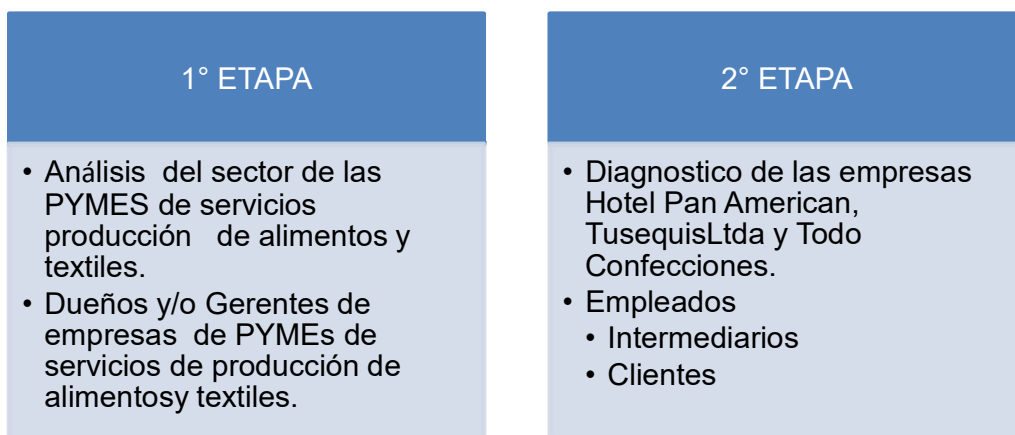 1° ETAPA
• Análisis del sector de las
PYMES de servicios
producción de alimentos y
textiles.
• Dueños y/o Gerentes de
empresas de PYMEs de
servicios de producción de
alimentosy textiles.
2° ETAPA
• Diagnostico de las empresas
Hotel Pan American,
TusequisLtda y Todo
Confecciones.
• Empleados
• Intermediarios
• Clientes